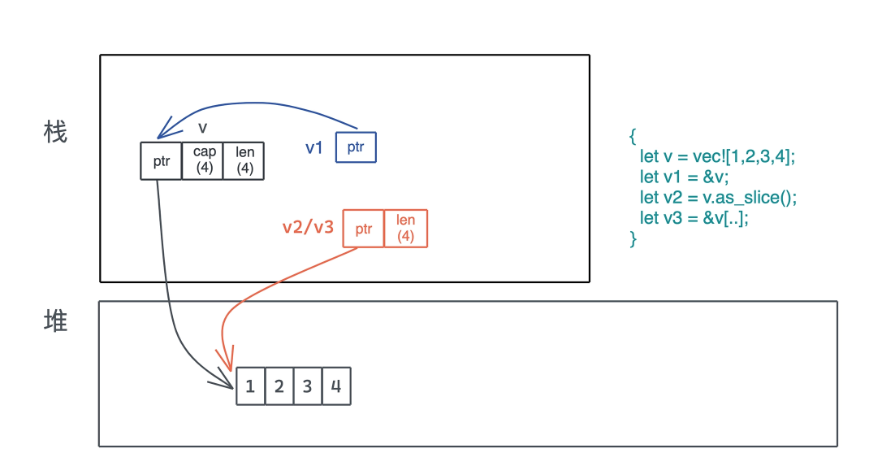 栈
v
ptr
cap
(4)
len
(4)
v1
ptr
v2/v3
ptr
len
(4)
{
let v = vec![1,2,3,4];
let v1 = &v;
let v2 = v.as_slice();
let v3 = &v[..];
}
堆
1 2 3 4